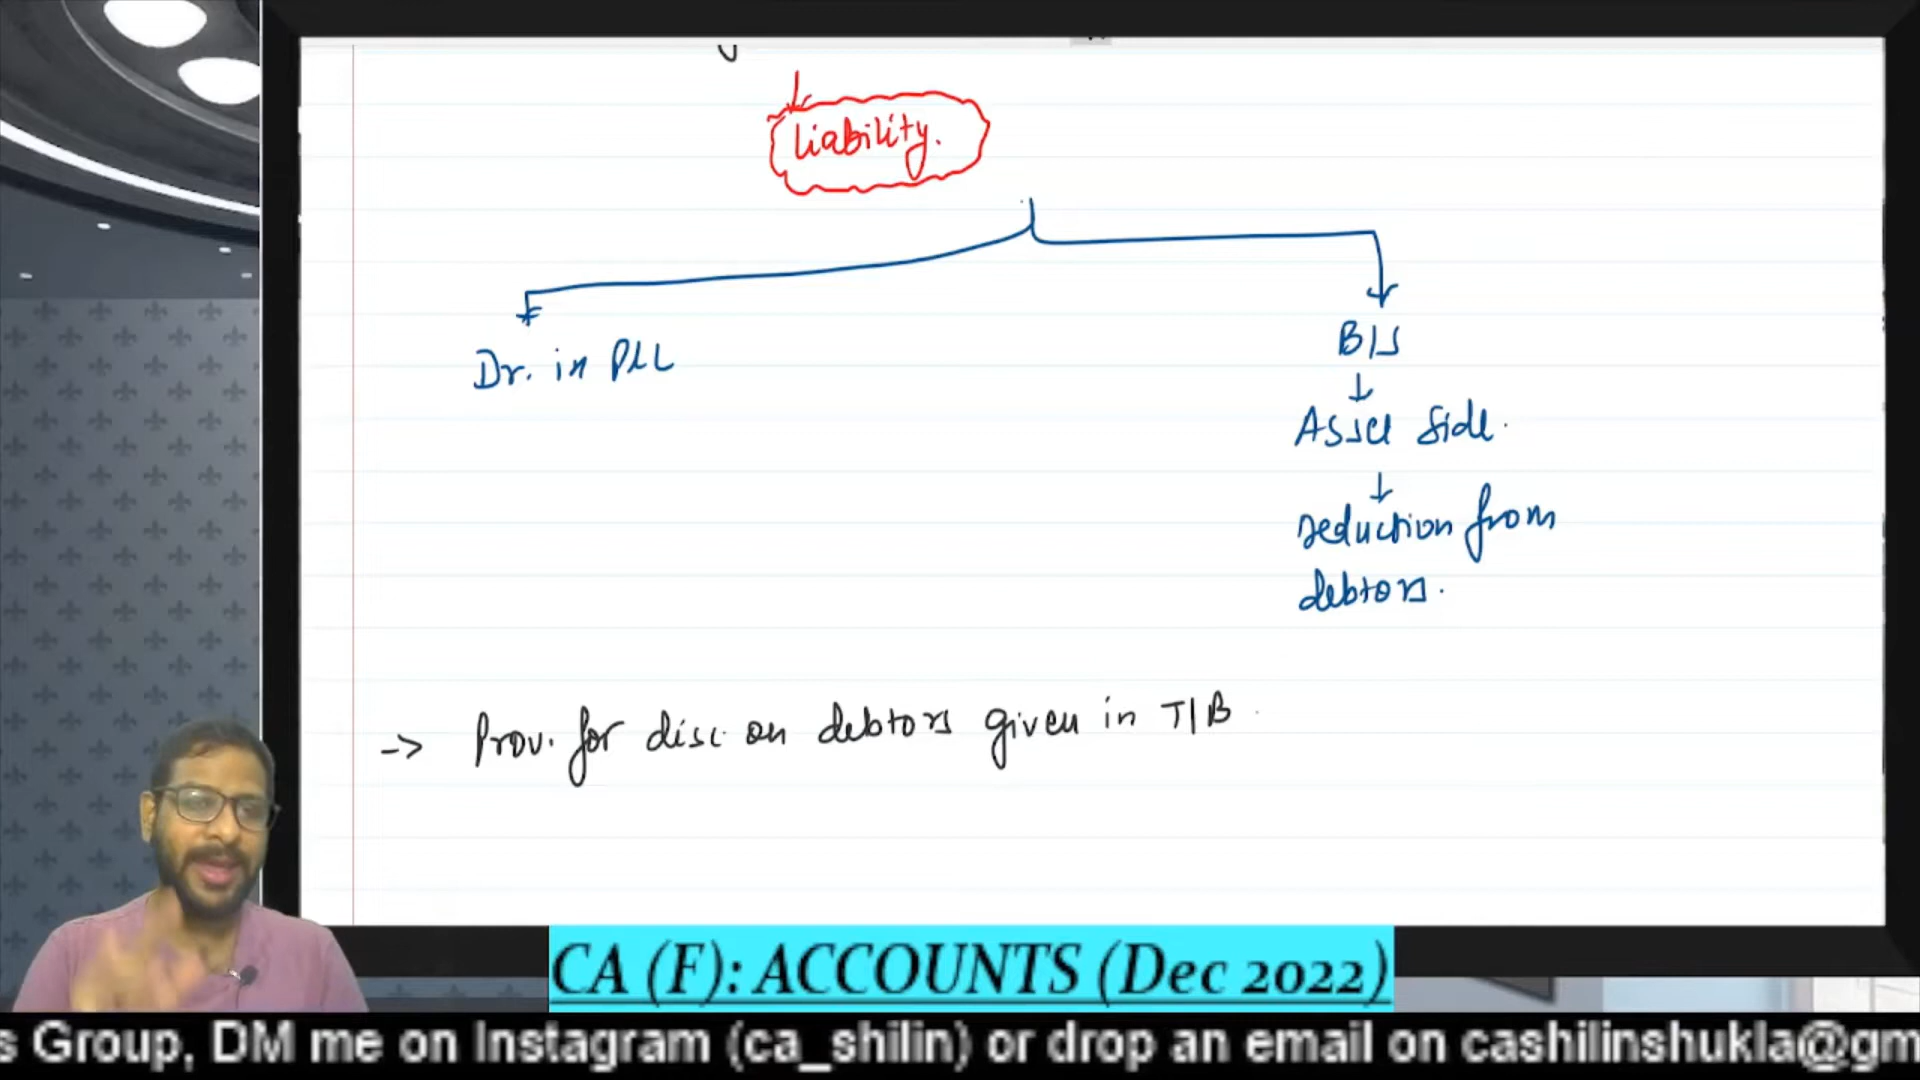 liability.
Dr. in P&L
B/S
Asset Side.
reduction from
debtors.
-> Prov. for disc on debtors given in T/B
CA (F): ACCOUNTS (Dec 2022)
s Group, DM me on Instagram (ca_shilin) or drop an email on cashilinshukla@gm